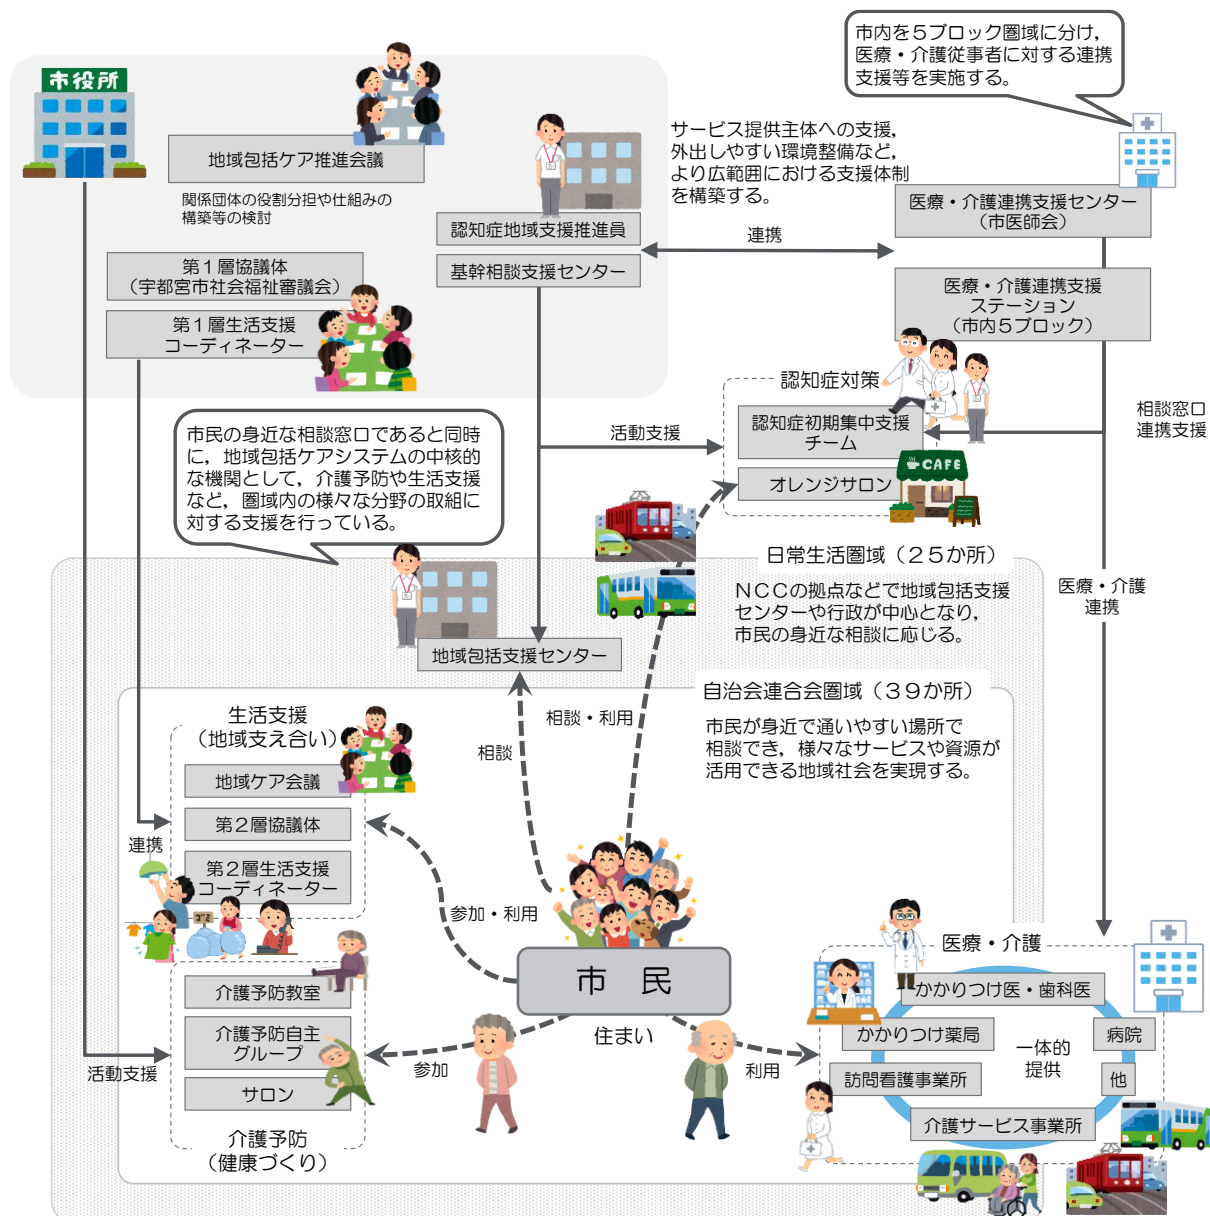 市内を５ブロック圏域に分け，
医療・介護従事者に対する連携
支援等を実施する。
市役所
地域包括ケア推進会議
関係団体の役割分担や仕組みの
構築等の検討
サービス提供主体への支援，
外出しやすい環境整備など，
より広範囲における支援体制
を構築する。
認知症地域支援推進員
基幹相談支援センター
連携
医療・介護連携支援センター
（市医師会）
医療・介護連携支援
ステーション
（市内５ブロック）
第１層協議体
（宇都宮市社会福祉審議会）
第１層生活支援
コーディネーター
認知症対策
認知症初期集中支援
チーム
オレンジサロン
CAFE
活動支援
相談窓口
連携支援
市民の身近な相談窓口であると同時
に，地域包括ケアシステムの中核的
な機関として，介護予防や生活支援
など，圏域内の様々な分野の取組に
対する支援を行っている。
日常生活圏域（２５か所）
ＮＣＣの拠点などで地域包括支援
センターや行政が中心となり，
市民の身近な相談に応じる。
医療・介護
連携
地域包括支援センター
自治会連合会圏域（３９か所）
市民が身近で通いやすい場所で
相談でき，様々なサービスや資源が
活用できる地域社会を実現する。
相談・利用
相談
生活支援
（地域支え合い）
地域ケア会議
第２層協議体
第２層生活支援
コーディネーター
連携
ゴミ
参加・利用
市　民
住まい
介護予防教室
介護予防自主
グループ
サロン
介護予防
（健康づくり）
活動支援
参加
利用
医療・介護
かかりつけ医・歯科医
かかりつけ薬局
病院
一体的
提供
訪問看護事業所
他
介護サービス事業所